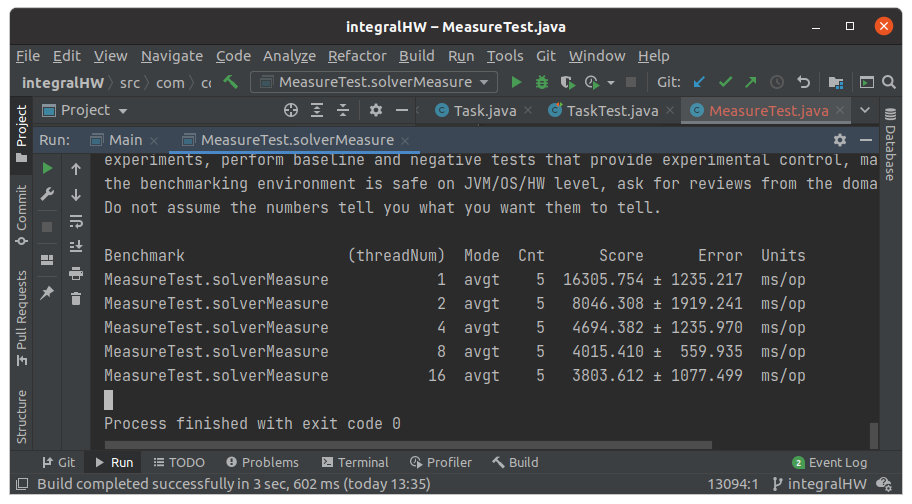 integralHW – MeasureTest.java
File Edit View Navigate Code Analyze Refactor Build Run Tools Git Window Help
integralHW src com MeasureTest.solverMeasure Git:
Project Task.java TaskTest.java MeasureTest.java
Run: Main MeasureTest.solverMeasure
experiments, perform baseline and negative tests that provide experimental control, ma
the benchmarking environment is safe on JVM/OS/HW level, ask for reviews from the doma
Do not assume the numbers tell you what you want them to tell.
Benchmark (threadNum) Mode Cnt Score Error Units
MeasureTest.solverMeasure 1 avgt 5 16305.754 ± 1235.217 ms/op
MeasureTest.solverMeasure 2 avgt 5 8046.308 ± 1919.241 ms/op
MeasureTest.solverMeasure 4 avgt 5 4694.382 ± 1235.970 ms/op
MeasureTest.solverMeasure 8 avgt 5 4015.410 ± 559.935 ms/op
MeasureTest.solverMeasure 16 avgt 5 3803.612 ± 1077.499 ms/op
Process finished with exit code 0
Project
Commit
Pull Requests
Structure
Database
Git Run TODO Problems Terminal Profiler Build 2 Event Log
Build completed successfully in 3 sec, 602 ms (today 13:35) 13094:1 integralHW